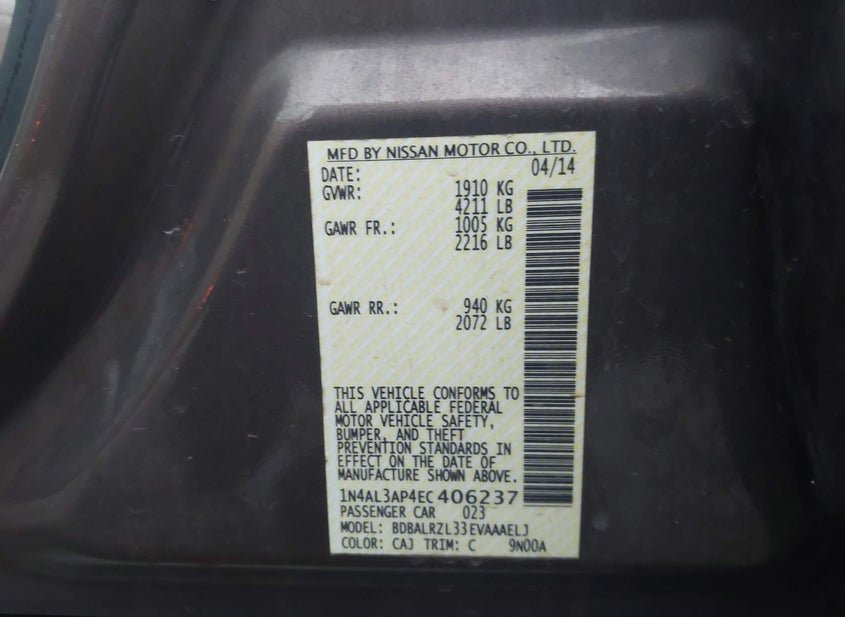 MFD BY NISSAN MOTOR CO., LTD.
DATE: 04/14
GVWR: 1910 KG
4211 LB
GAWR FR.: 1005 KG
2216 LB
GAWR RR.: 940 KG
2072 LB
THIS VEHICLE CONFORMS TO
ALL APPLICABLE FEDERAL
MOTOR VEHICLE SAFETY,
BUMPER, AND THEFT
PREVENTION STANDARDS IN
EFFECT ON THE DATE OF
MANUFACTURE SHOWN ABOVE.
1N4AL3AP4EC406237
PASSENGER CAR 023
MODEL: BDBALRZL33EVAAAELJ
COLOR: CAJ TRIM: C 9N00A